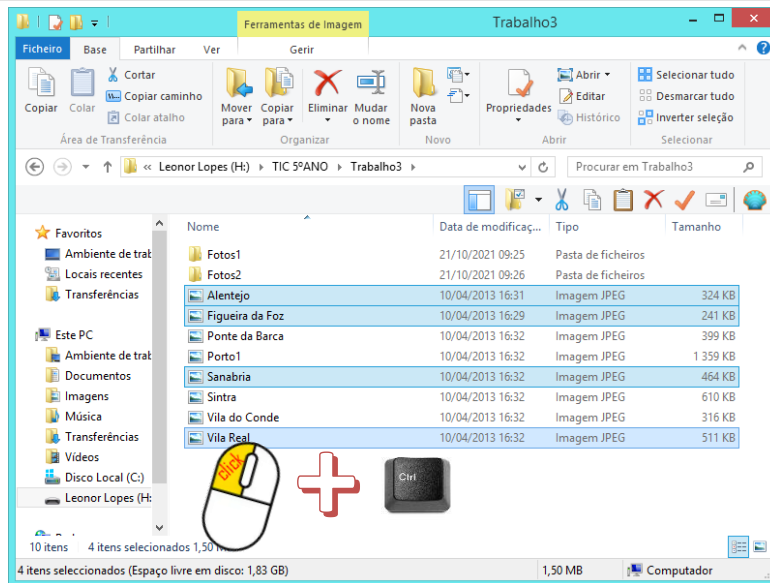 Ferramentas de Imagem
Trabalho3
Ficheiro Base Partilhar Ver Gerir
Copiar
Colar
Cortar
Copiar caminho
Colar atalho
Área de Transferência
Mover para
Copiar para
Eliminar
Mudar o nome
Organizar
Nova pasta
Novo
Propriedades
Abrir
Editar
Histórico
Abrir
Selecionar tudo
Desmarcar tudo
Inverter seleção
Selecionar
« Leonor Lopes (H:) TIC 5ºANO Trabalho3
Procurar em Trabalho3
Favoritos
Ambiente de trab
Locais recentes
Transferências
Este PC
Ambiente de trab
Documentos
Imagens
Música
Transferências
Vídeos
Disco Local (C:)
Leonor Lopes (H:
Nome Data de modificaç... Tipo Tamanho
Fotos1 21/10/2021 09:25 Pasta de ficheiros
Fotos2 21/10/2021 09:26 Pasta de ficheiros
Alentejo 10/04/2013 16:31 Imagem JPEG 324 KB
Figueira da Foz 10/04/2013 16:29 Imagem JPEG 241 KB
Ponte da Barca 10/04/2013 16:32 Imagem JPEG 399 KB
Porto1 10/04/2013 16:32 Imagem JPEG 1 359 KB
Sanabria 10/04/2013 16:32 Imagem JPEG 464 KB
Sintra 10/04/2013 16:32 Imagem JPEG 610 KB
Vila do Conde 10/04/2013 16:32 Imagem JPEG 316 KB
Vila Real 10/04/2013 16:32 Imagem JPEG 511 KB
click
Ctrl
10 itens 4 itens selecionados 1,50
4 itens seleccionados (Espaço livre em disco: 1,83 GB) 1,50 MB Computador